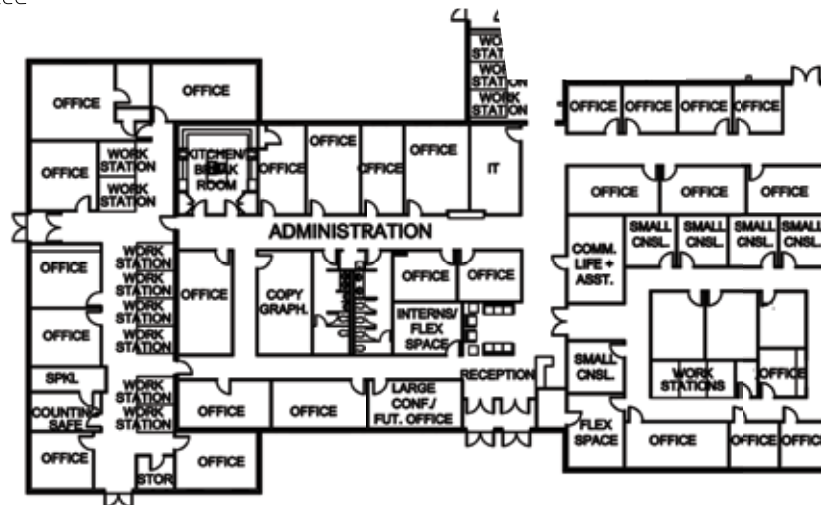 WORK
STATION
WORK
STATION
WORK
STATION
OFFICE
OFFICE
OFFICE
OFFICE
OFFICE
OFFICE
OFFICE
WORK
STATION
WORK
STATION
KITCHEN/
BREAK
ROOM
OFFICE
OFFICE
OFFICE
OFFICE
IT
ADMINISTRATION
OFFICE
OFFICE
OFFICE
SMALL
CNSL.
SMALL
CNSL.
SMALL
CNSL.
SMALL
CNSL.
COMM.
LIFE +
ASST.
OFFICE
WORK
STATION
WORK
STATION
WORK
STATION
WORK
STATION
OFFICE
OFFICE
COPY
GRAPH.
OFFICE
OFFICE
INTERNS/
FLEX
SPACE
SPKL
COUNTING
SAFE
WORK
STATION
WORK
STATION
OFFICE
STOR
OFFICE
OFFICE
OFFICE
LARGE
CONF./
FUT. OFFICE
RECEPTION
SMALL
CNSL.
WORK
STATIONS
OFFICE
FLEX
SPACE
OFFICE
OFFICE
OFFICE